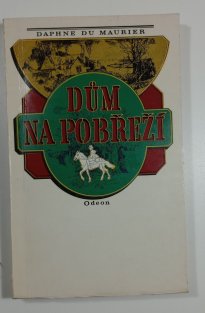 DAPHNE DU MAURIER
DŮM
NA POBŘEŽÍ
Odeon